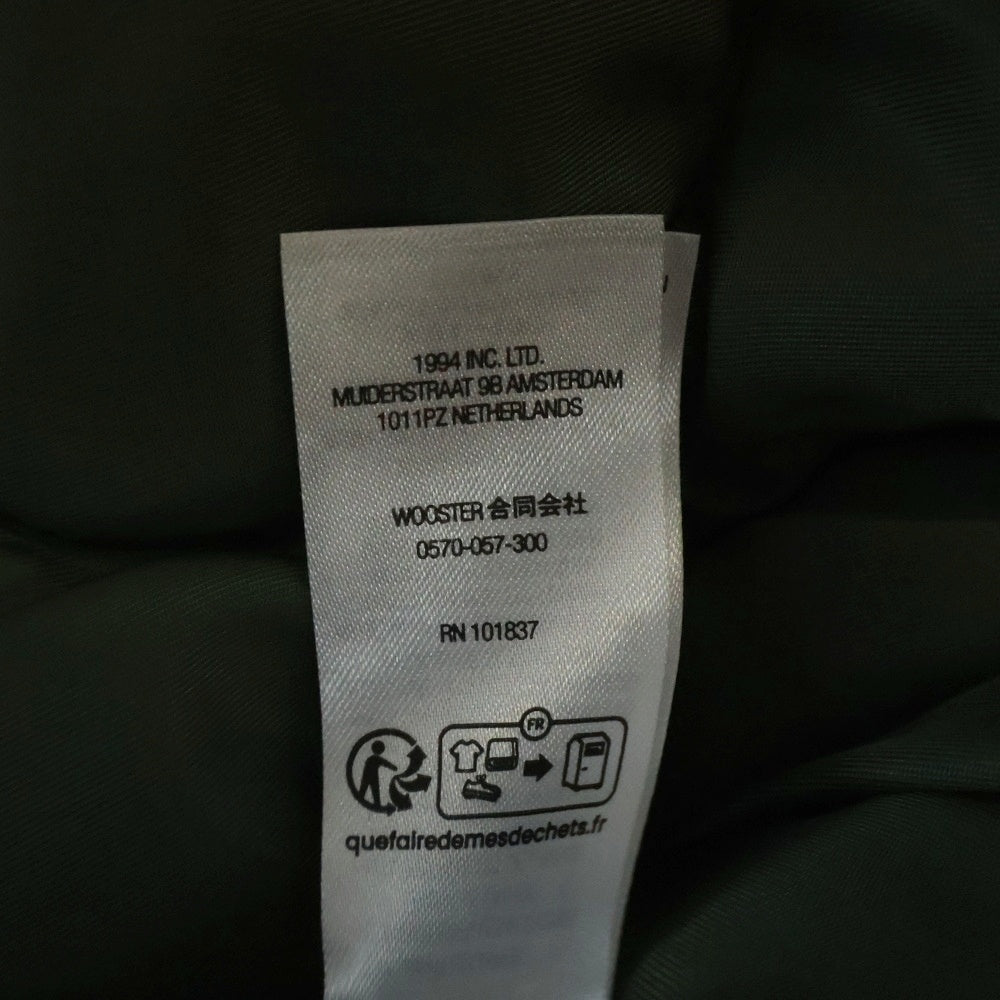 1994 INC. LTD.
MUIDERSTRAAT 9B AMSTERDAM
1011PZ NETHERLANDS
WOOSTER 合同会社
0570-057-300
RN 101837
FR
quefairedemesdechets.fr